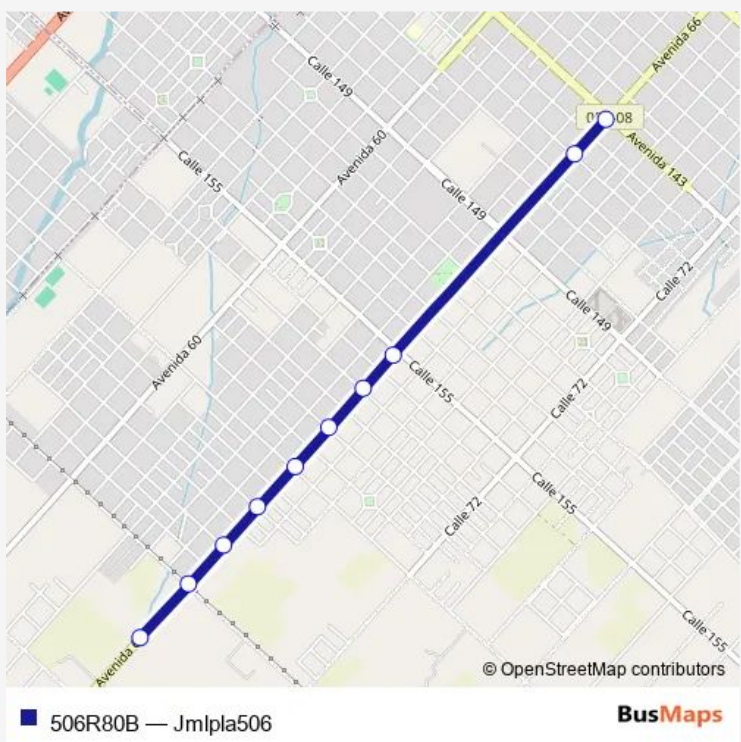 Av
Avenida 66
Calle 149
Avenida 60
Calle 155
Calle 149
Avenida 143
Calle 72
Calle 149
Avenida 60
Calle 155
Calle 72
Calle 72
Calle 155
Calle 155
Avenida
© OpenStreetMap contributors
506R80B — Jmlpla506
BusMaps